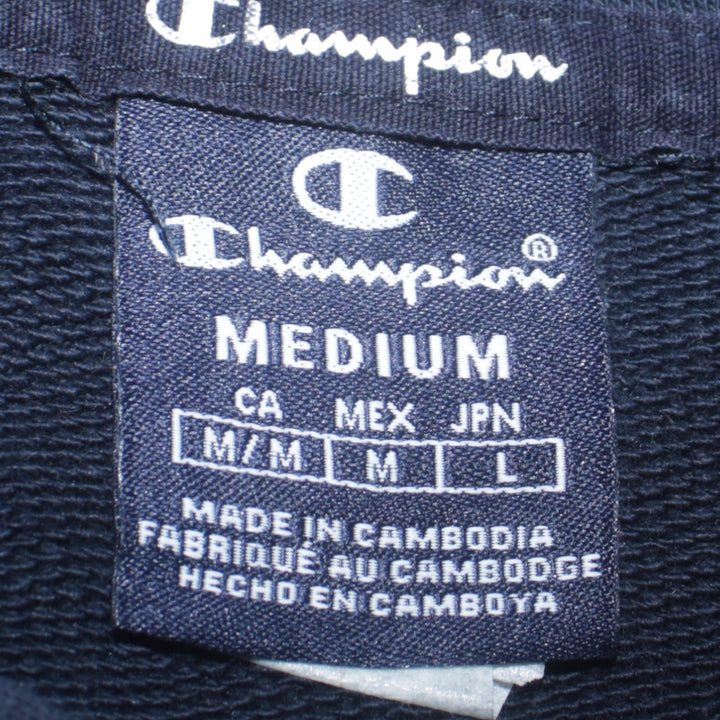 Champion
C
Champion®
MEDIUM
CA MEX JPN
M/M M L
MADE IN CAMBODIA
FABRIQUÉ AU CAMBODGE
HECHO EN CAMBOYA